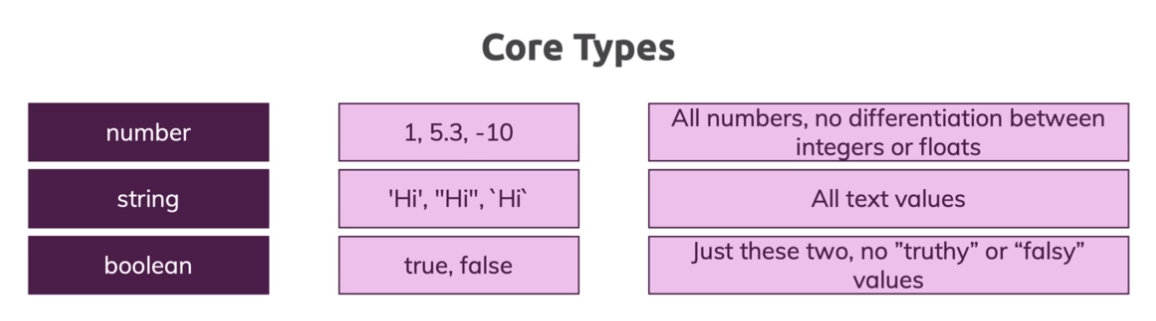 Core Types
number
1, 5.3, -10
All numbers, no differentiation between
integers or floats
string
'Hi', "Hi", `Hi`
All text values
boolean
true, false
Just these two, no ”truthy” or “falsy”
values